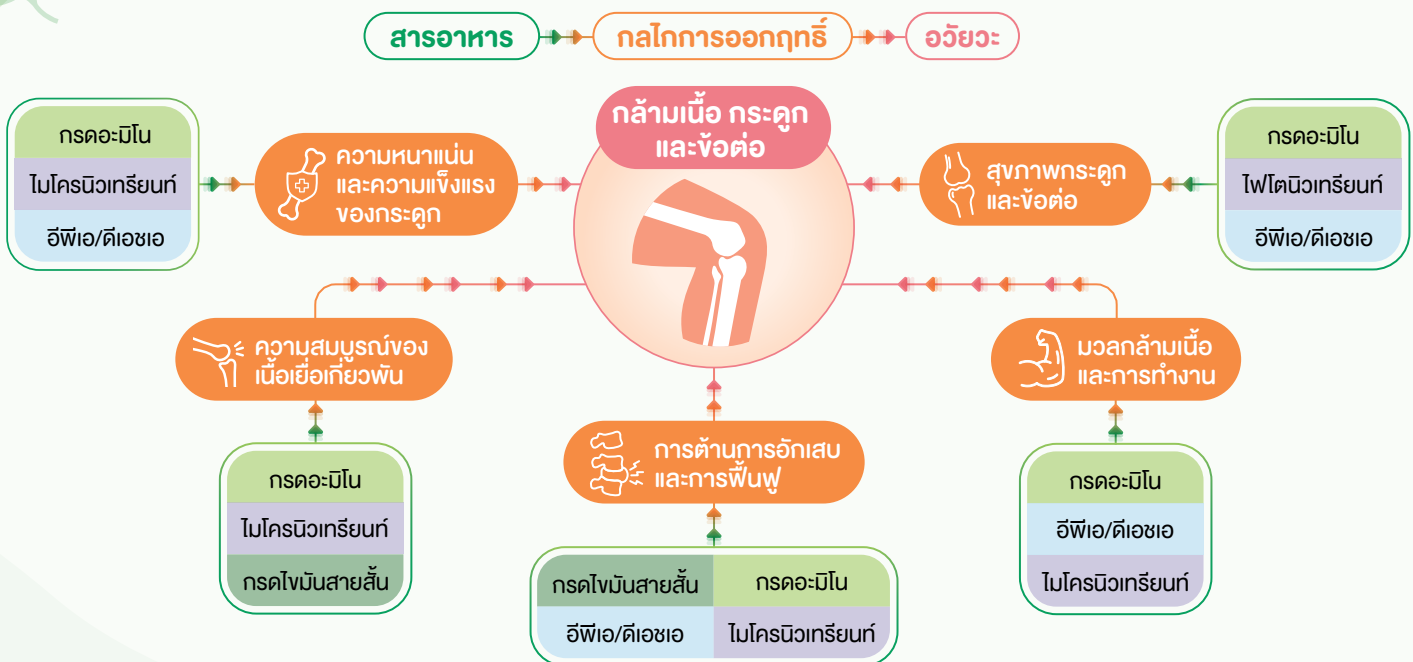 สารอาหาร
กลไกการออกฤทธิ์
อวัยวะ
กล้ามเนื้อ กระดูก
และข้อต่อ
กรดอะมิโน
ไมโครนิวเทรียนท์
อีพีเอ/ดีเอชเอ
ความหนาแน่น
และความแข็งแรง
ของกระดูก
สุขภาพกระดูก
และข้อต่อ
กรดอะมิโน
ไฟโตนิวเทรียนท์
อีพีเอ/ดีเอชเอ
ความสมบูรณ์ของ
เนื้อเยื่อเกี่ยวพัน
กรดอะมิโน
ไมโครนิวเทรียนท์
กรดไขมันสายสั้น
การต้านการอักเสบ
และการฟื้นฟู
กรดไขมันสายสั้น
กรดอะมิโน
อีพีเอ/ดีเอชเอ
ไมโครนิวเทรียนท์
มวลกล้ามเนื้อ
และการทำงาน
กรดอะมิโน
อีพีเอ/ดีเอชเอ
ไมโครนิวเทรียนท์